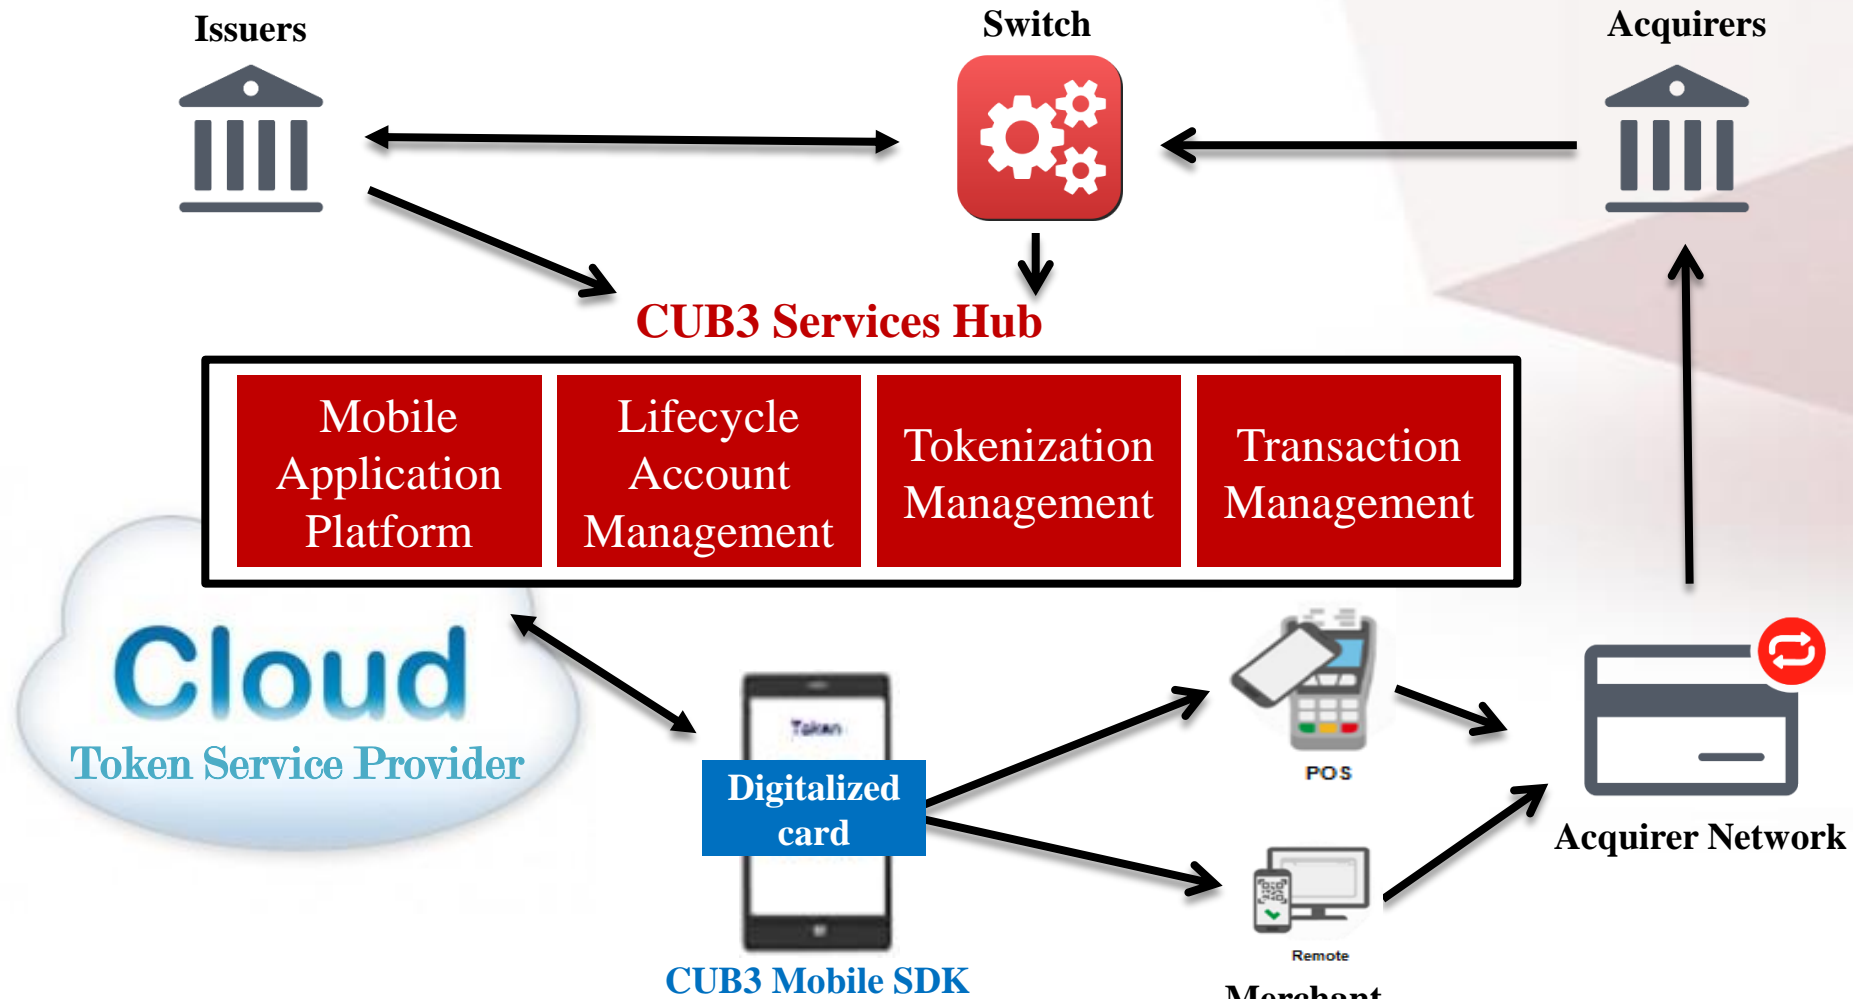 Issuers
Switch
Acquirers
CUB3 Services Hub
Mobile
Application
Platform
Lifecycle
Account
Management
Tokenization
Management
Transaction
Management
Cloud
Token Service Provider
Token
Digitalized
card
CUB3 Mobile SDK
POS
Remote
Merchant
Acquirer Network